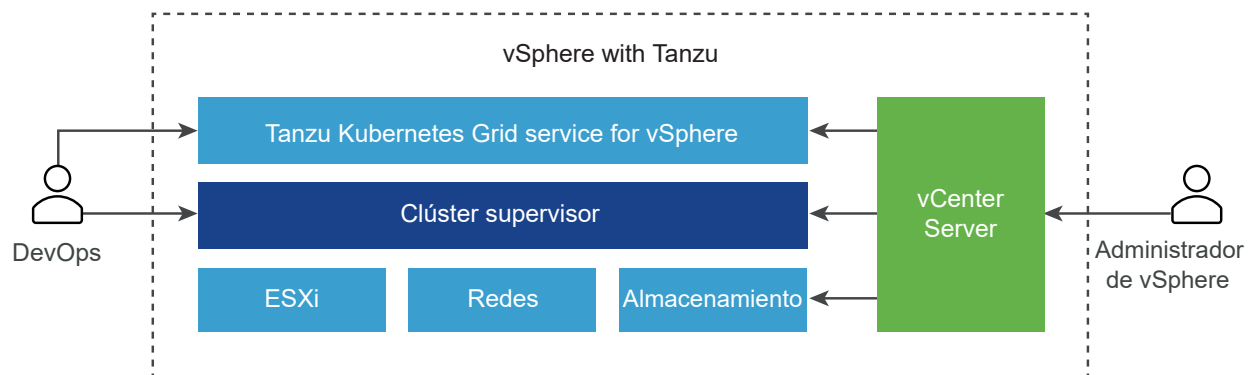 vSphere with Tanzu
Tanzu Kubernetes Grid service for vSphere
Clúster supervisor
ESXi
Redes
Almacenamiento
vCenter
Server
DevOps
Administrador
de vSphere